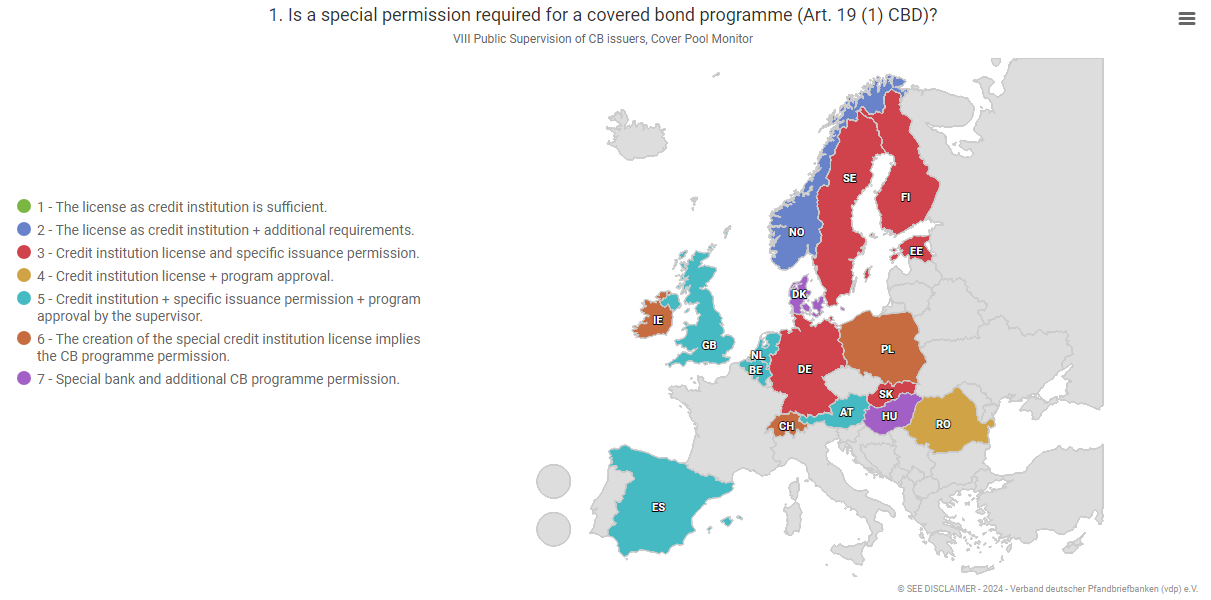 1. Is a special permission required for a covered bond programme (Art. 19 (1) CBD)?
VIII Public Supervision of CB issuers, Cover Pool Monitor
1 - The license as credit institution is sufficient.
2 - The license as credit institution + additional requirements.
3 - Credit institution license and specific issuance permission.
4 - Credit institution license + program approval.
5 - Credit institution + specific issuance permission + program
approval by the supervisor.
6 - The creation of the special credit institution license implies
the CB programme permission.
7 - Special bank and additional CB programme permission.
SE
FI
NO
EE
DK
IE
GB
NL
BE
DE
PL
SK
AT
HU
CH
RO
ES
© SEE DISCLAIMER - 2024 - Verband deutscher Pfandbriefbanken (vdp) e.V.